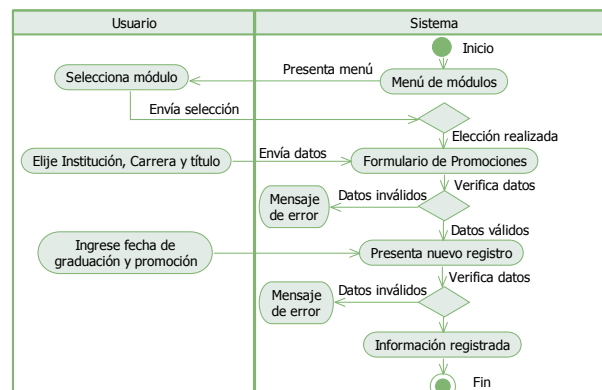 Usuario
Sistema
Inicio
Presenta menú
Selecciona módulo
Menú de módulos
Envía selección
Elección realizada
Elije Institución, Carrera y título
Envía datos
Formulario de Promociones
Verifica datos
Datos inválidos
Mensaje
de error
Datos válidos
Ingrese fecha de
graduación y promoción
Presenta nuevo registro
Verifica datos
Datos inválidos
Mensaje
de error
Información registrada
Fin